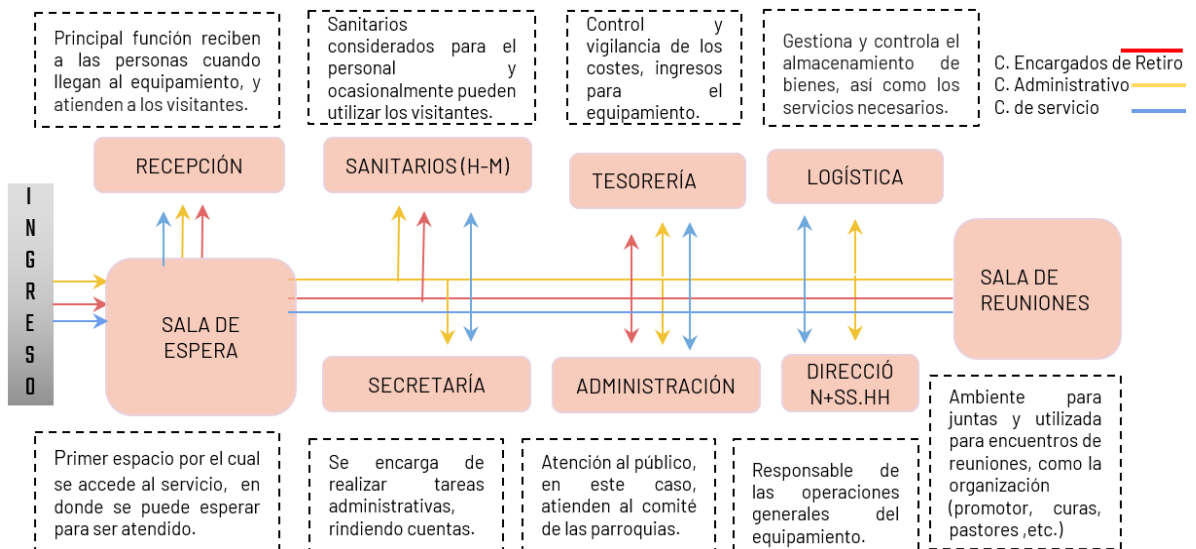 Principal función reciben
a las personas cuando
llegan al equipamiento, y
atienden a los visitantes.
Sanitarios
considrados para el
personal y
ocasionalmente pueden
utilizar los visitantes.
Control y
vigilancia de los
costes, ingresos
para el
equipamiento.
Gestiona y controla el
almacenamiento de
bienes, así como los
servicios necesarios.
C. Encargados de Retiro
C. Administrativo
C. de servicio
RECEPCIÓN
SANITARIOS (H-M)
TESORERÍA
LOGÍSTICA
INGRESO
SALA DE
ESPERA
SALA DE
REUNIONES
SECRETARÍA
ADMINISTRACIÓN
DIRECCIÓ
N+SS.HH
Primer espacio por el cual
se accede al servicio, en
donde se puede esperar
para ser atendido.
Se encarga de
realizar tareas
administrativas,
rindiendo cuentas.
Atención al público,
en este caso,
atienden al comité
de las parroquias.
Responsable de
las operaciones
generales del
equipamiento.
Ambiente para
juntas y utilizada
para encuentros de
reuniones, como la
organización
(promotor, curas,
pastores ,etc.)